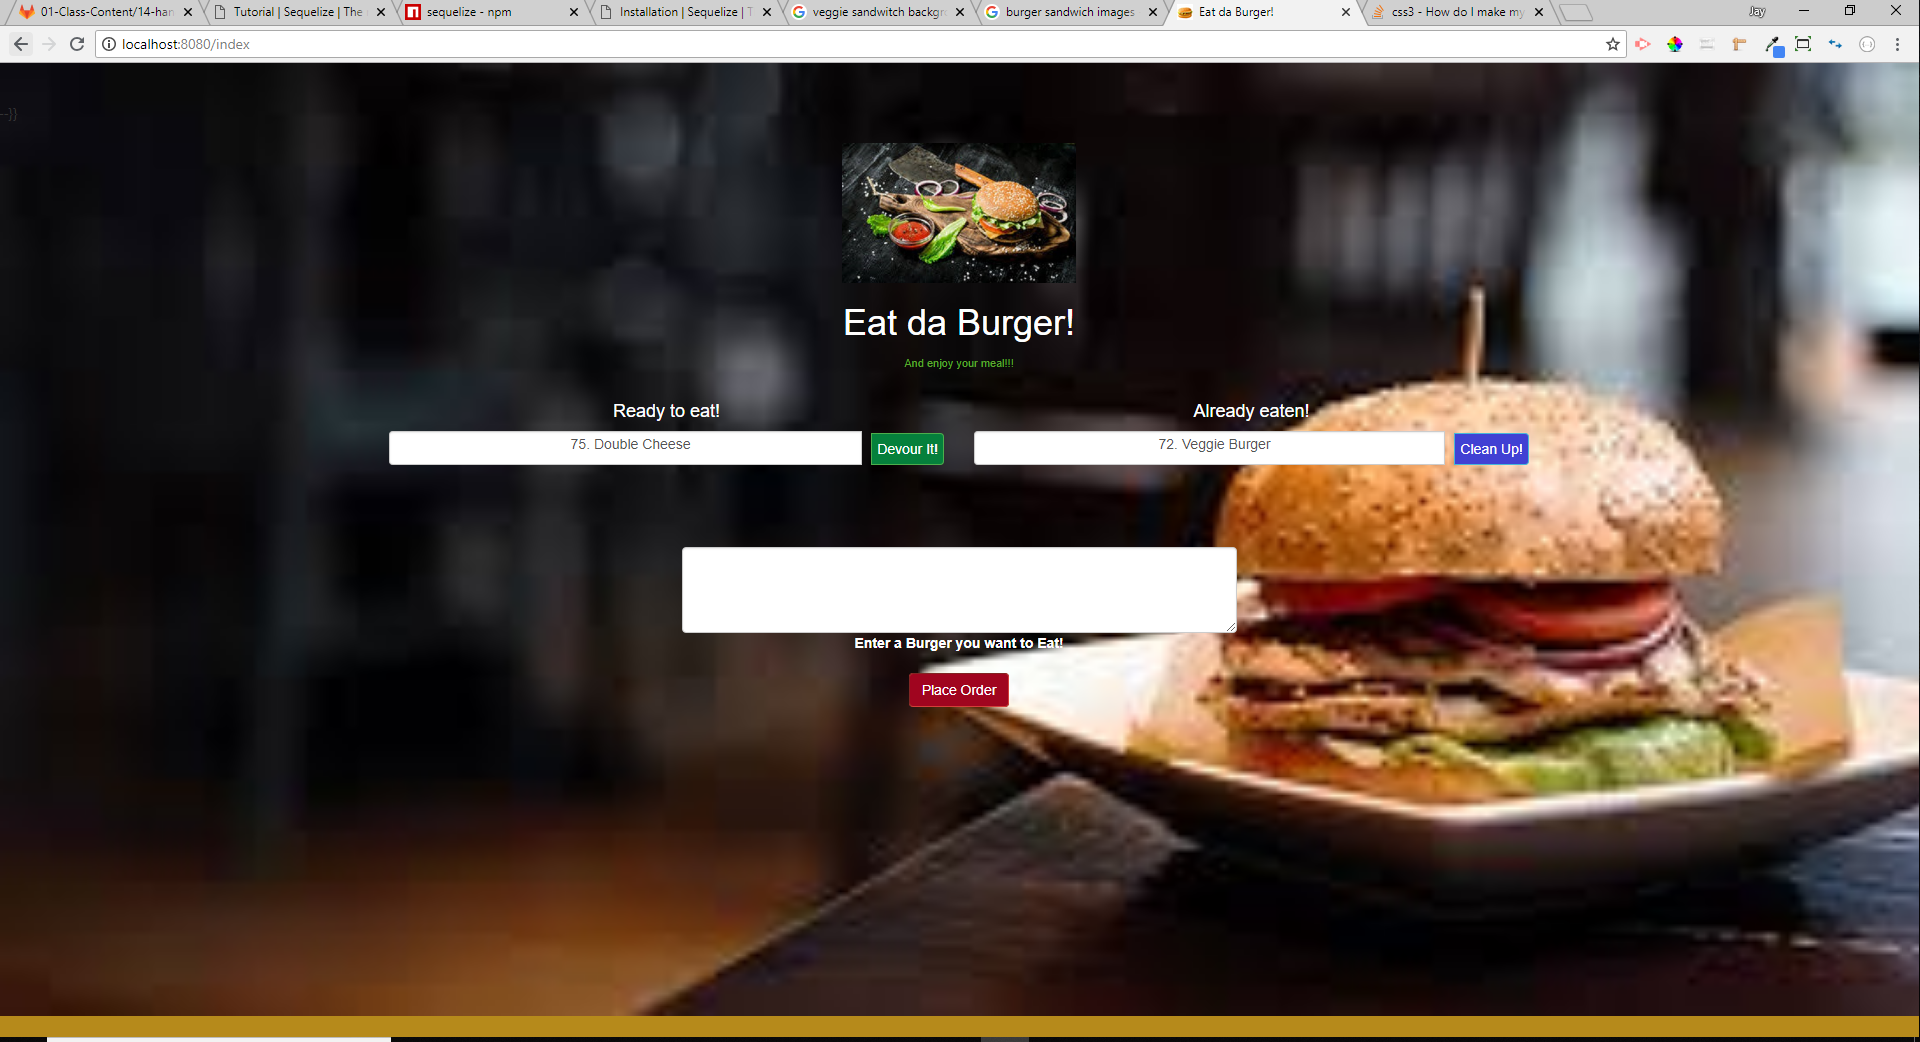 01-Class-Content/14-han
Tutorial | Sequelize | The
sequelize - npm
Installation | Sequelize | T
veggie sandwitch backgr
burger sandwich images
Eat da Burger!
css3 - How do I make my
Jay
localhost:8080/index
--}}
Eat da Burger!
And enjoy your meal!!!
Ready to eat!
Already eaten!
75. Double Cheese
Devour It!
72. Veggie Burger
Clean Up!
Enter a Burger you want to Eat!
Place Order